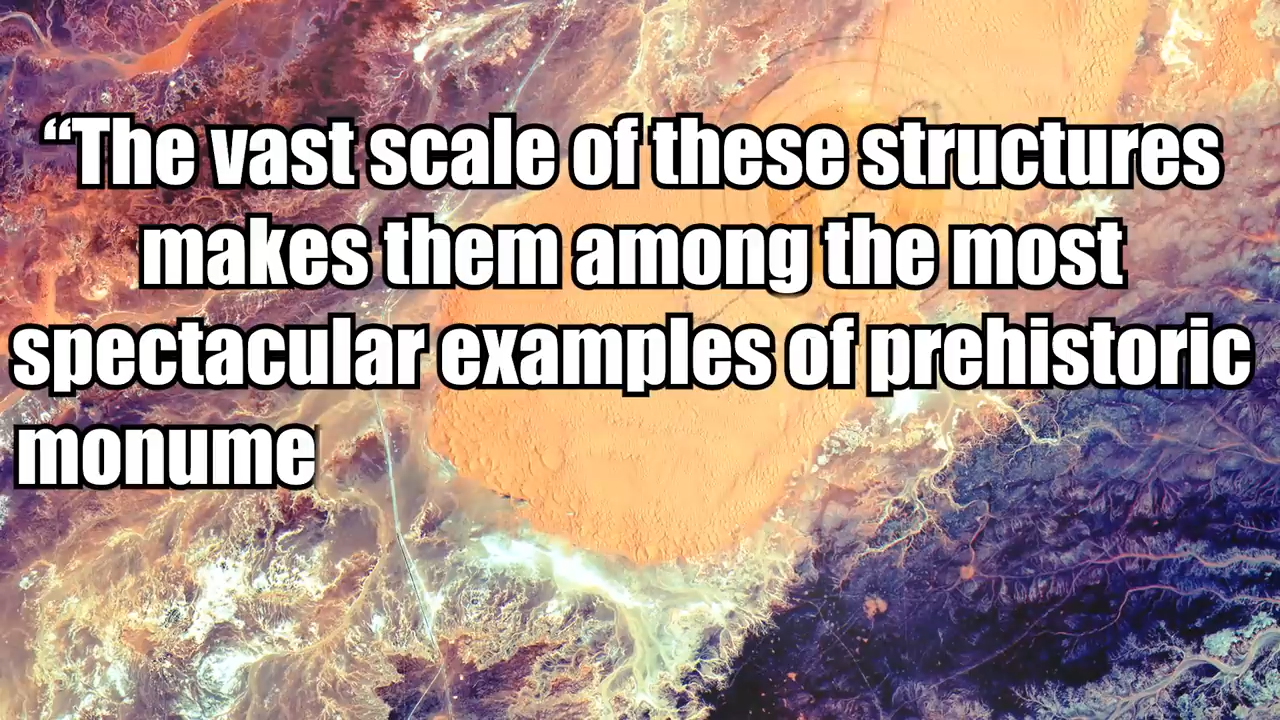 “The vast scale of these structures
makes them among the most
spectacular examples of prehistoric
monume